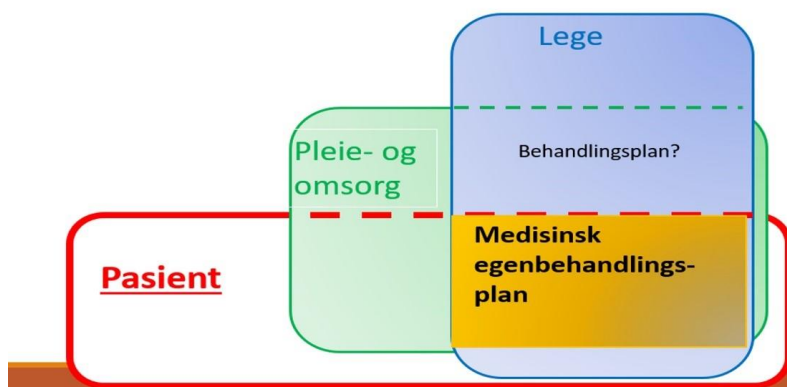 Lege
Pleie- og
omsorg
Behandlingsplan?
Pasient
Medisinsk
egenbehandlings-
plan